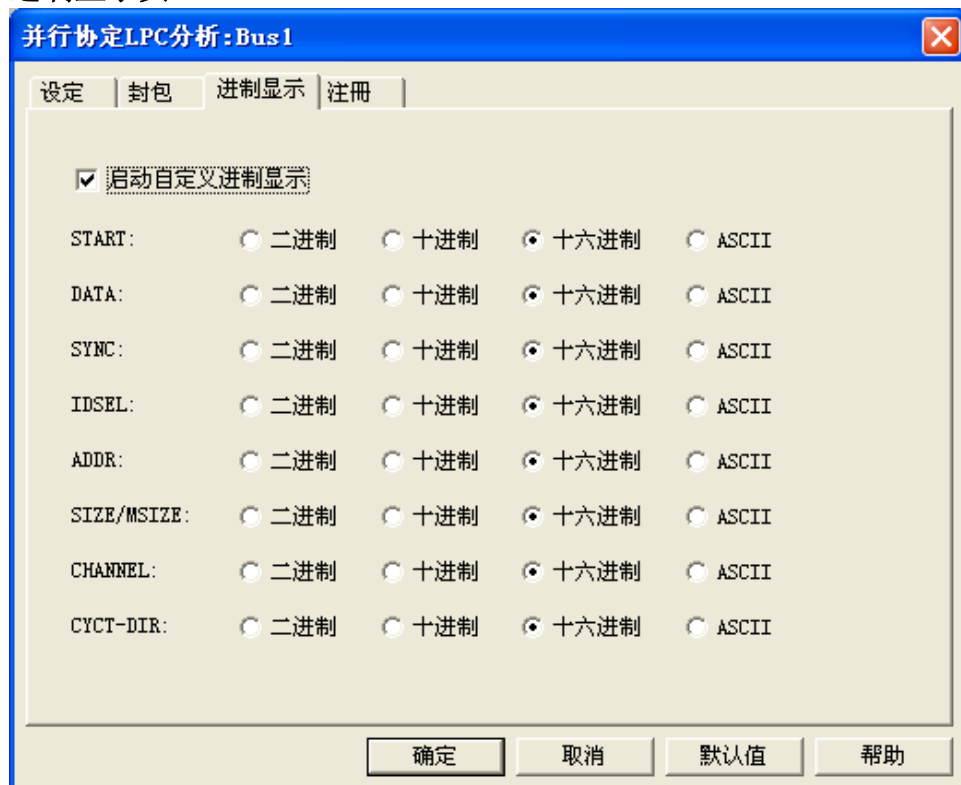 并行协定LPC分析:Bus1
设定 封包 进制显示 注册
启动自定义进制显示
START: 二进制 十进制 十六进制 ASCII
DATA: 二进制 十进制 十六进制 ASCII
SYNC: 二进制 十进制 十六进制 ASCII
IDSEL: 二进制 十进制 十六进制 ASCII
ADDR: 二进制 十进制 十六进制 ASCII
SIZE/MSIZE: 二进制 十进制 十六进制 ASCII
CHANNEL: 二进制 十进制 十六进制 ASCII
CYCT-DIR: 二进制 十进制 十六进制 ASCII
确定 取消 默认值 帮助